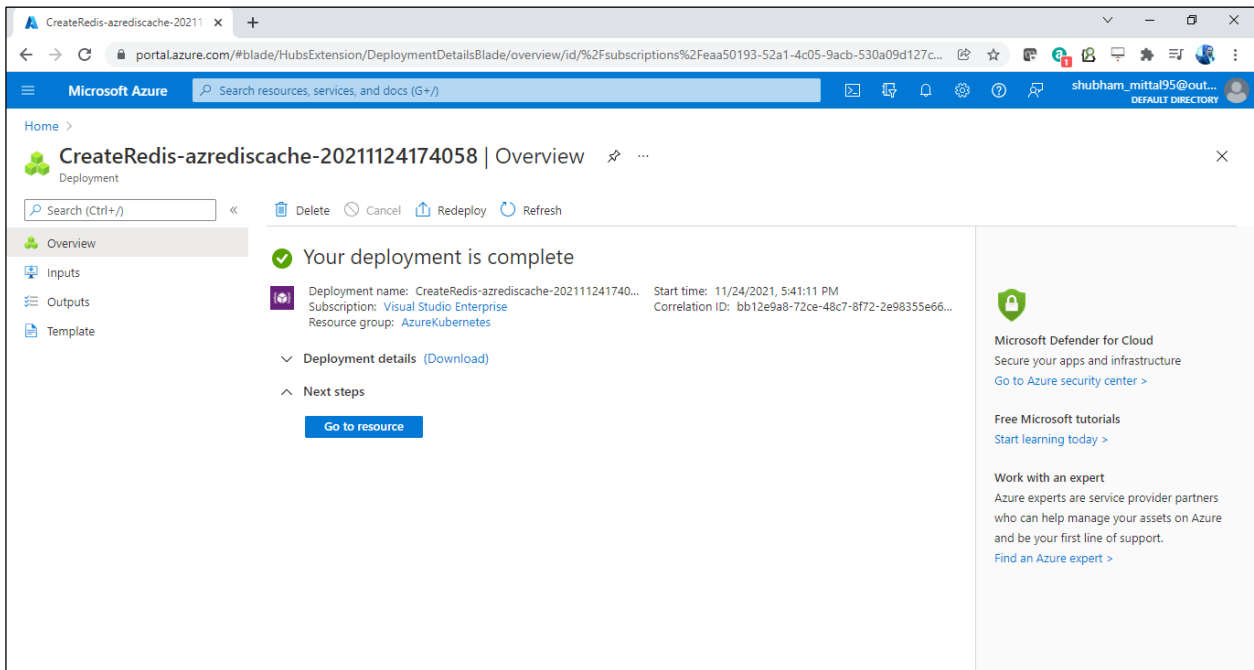 CreateRedis-azrediscache-20211
portal.azure.com/#blade/HubsExtension/DeploymentDetailsBlade/overview/id/%2Fsubscriptions%2Feaa50193-52a1-4c05-9acb-530a09d127c...
1
Microsoft Azure
Search resources, services, and docs (G+/)
shubham_mittal95@out...
DEFAULT DIRECTORY
Home >
CreateRedis-azrediscache-20211124174058 | Overview
Deployment
Search (Ctrl+/)
Delete Cancel Redeploy Refresh
Overview
Inputs
Outputs
Template
Your deployment is complete
Deployment name: CreateRedis-azrediscache-202111241740... Start time: 11/24/2021, 5:41:11 PM
Subscription: Visual Studio Enterprise Correlation ID: bb12e9a8-72ce-48c7-8f72-2e98355e66...
Resource group: AzureKubernetes
Deployment details (Download)
Next steps
Go to resource
Microsoft Defender for Cloud
Secure your apps and infrastructure
Go to Azure security center >
Free Microsoft tutorials
Start learning today >
Work with an expert
Azure experts are service provider partners
who can help manage your assets on Azure
and be your first line of support.
Find an Azure expert >